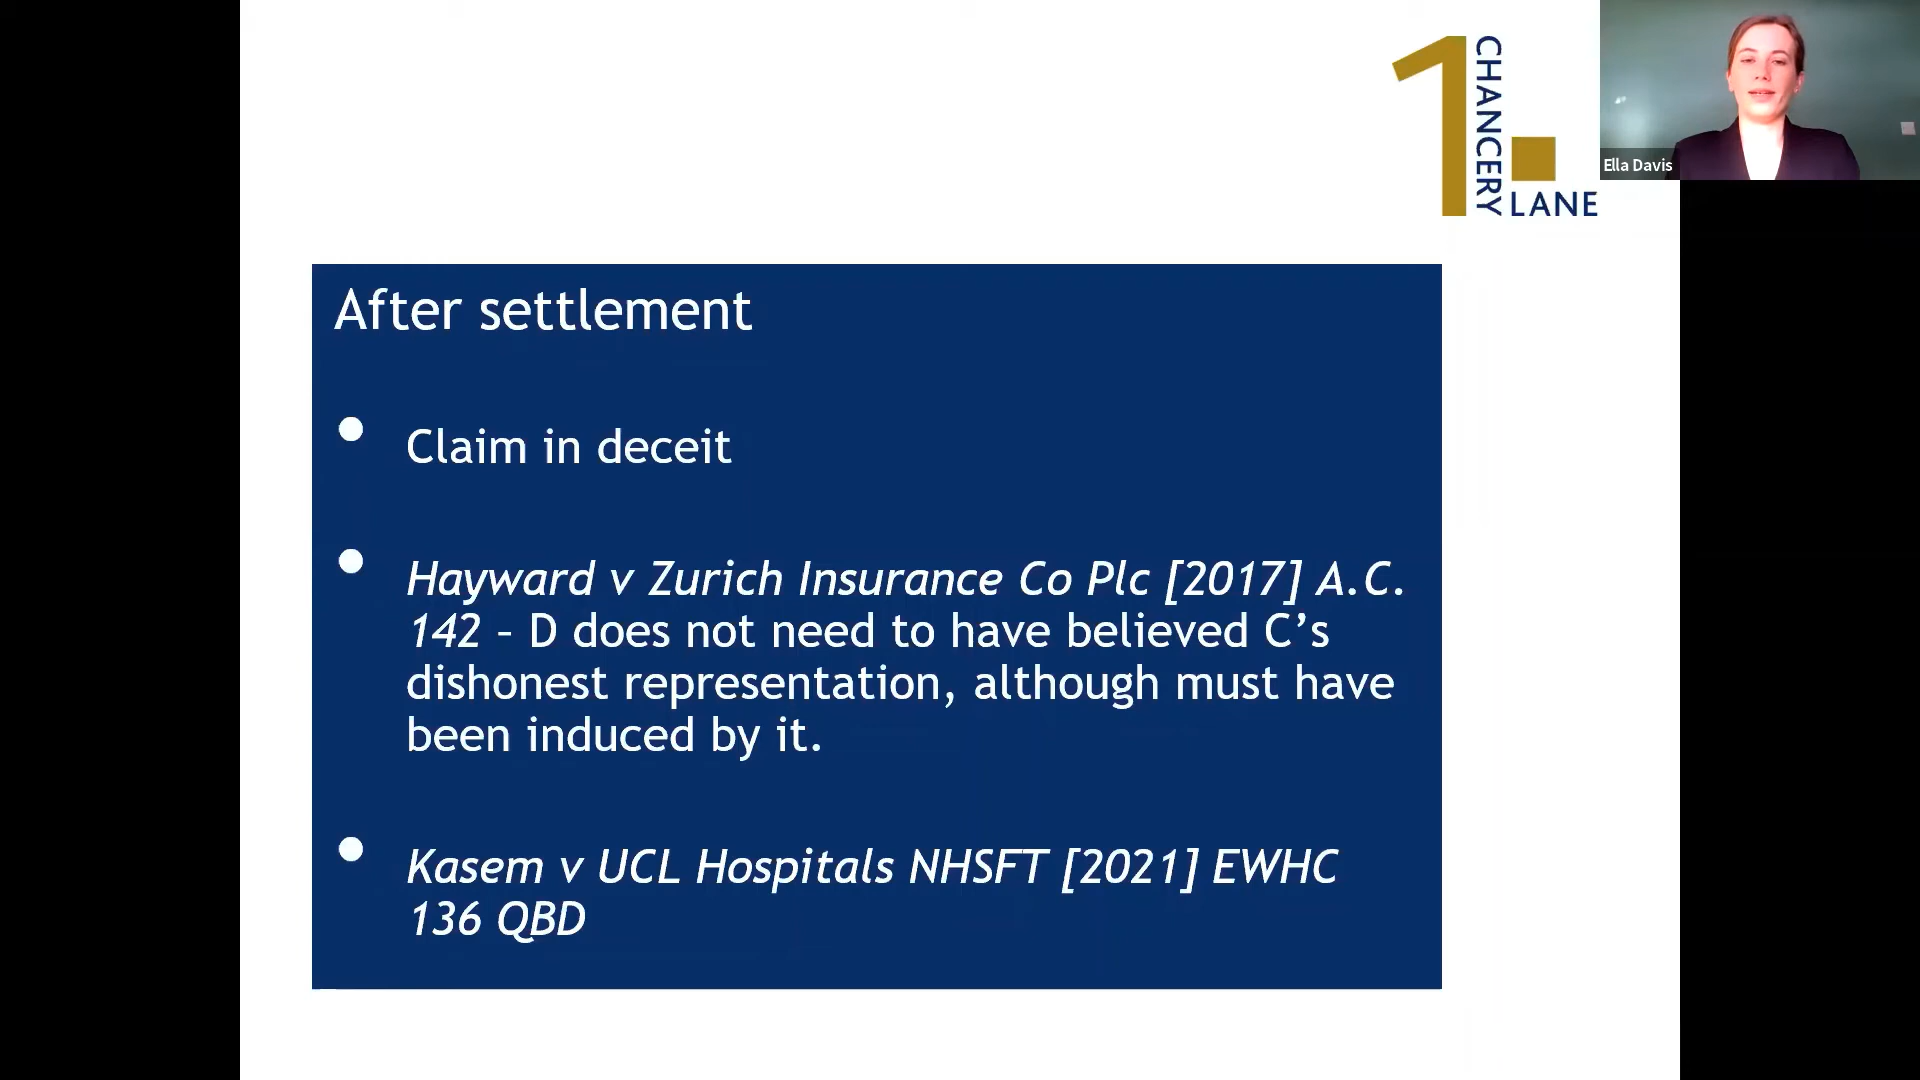 1 CHANCERY LANE
Ella Davis
After settlement
• Claim in deceit
• Hayward v Zurich Insurance Co Plc [2017] A.C.
142 – D does not need to have believed C’s
dishonest representation, although must have
been induced by it.
• Kasem v UCL Hospitals NHSFT [2021] EWHC
136 QBD